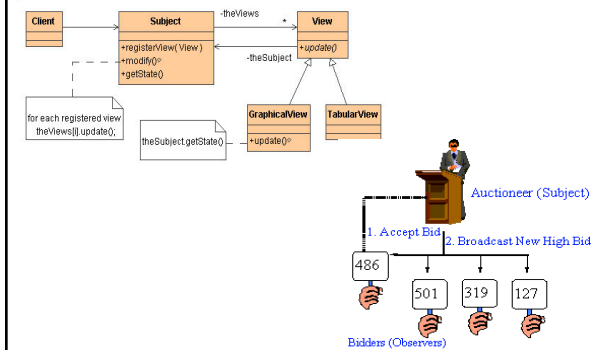 Client
Subject
+registerView( View )
+modify()
+getState()
-theViews
*
-theSubject
View
+update()
for each registered view
theViews[i].update();
theSubject.getState()
GraphicalView
+update()
TabularView
Auctioneer (Subject)
1. Accept Bid
2. Broadcast New High Bid
486
501
319
127
Bidders (Observers)